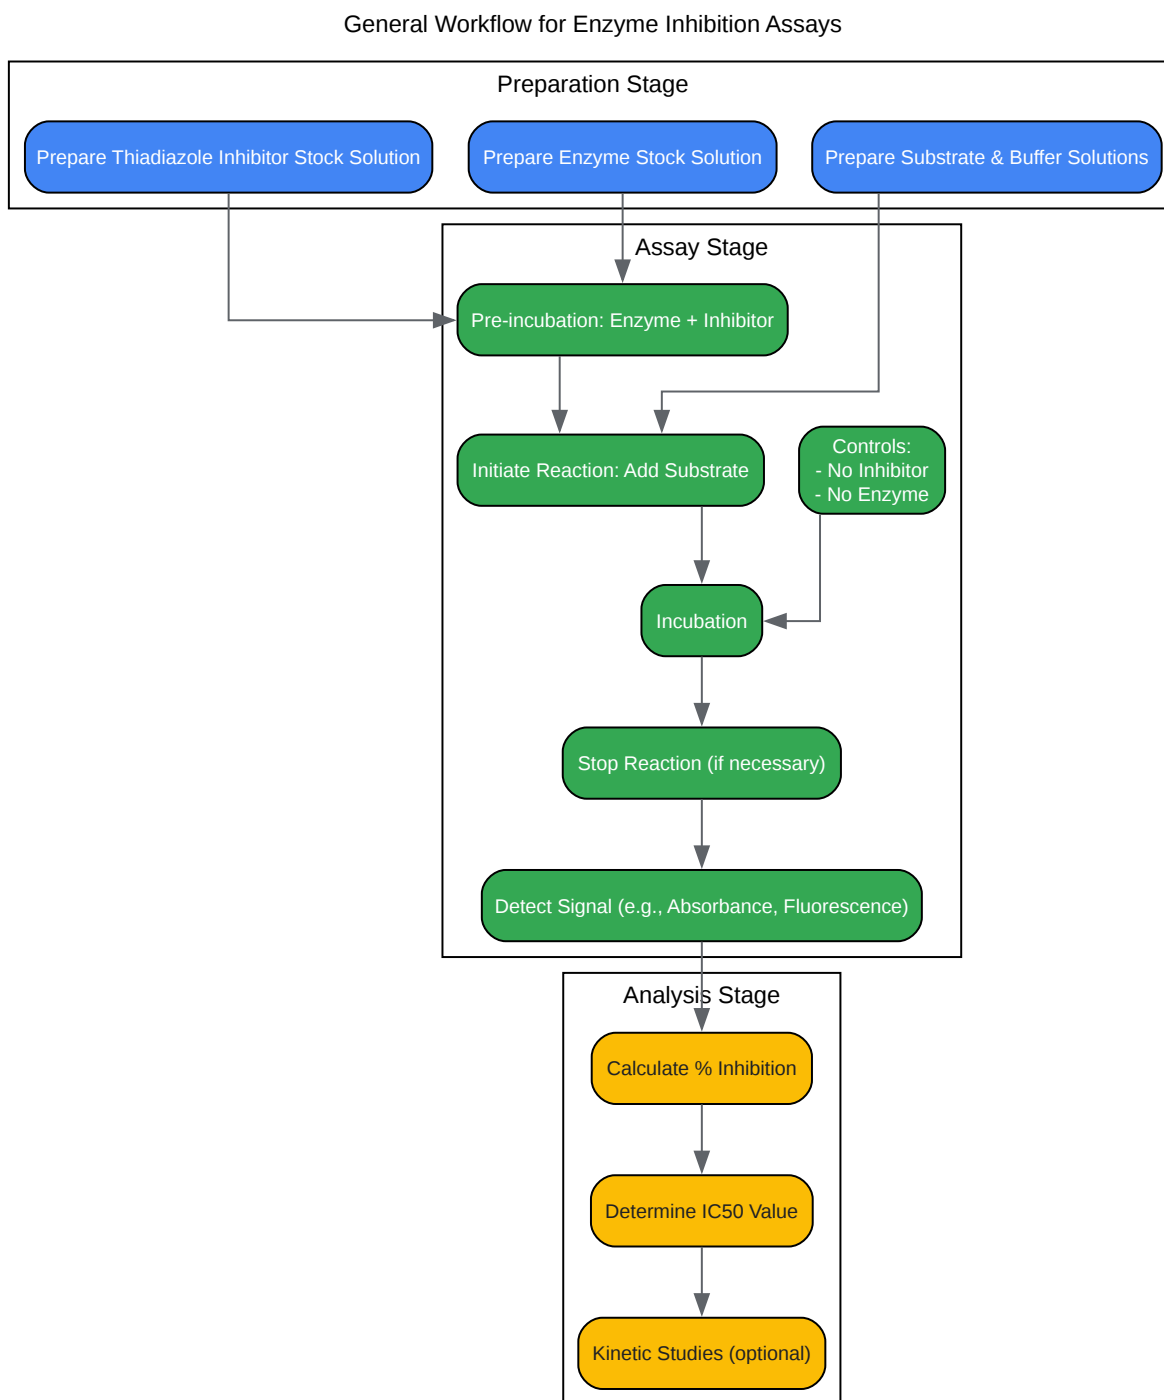 General Workflow for Enzyme Inhibition Assays
Preparation Stage
Prepare Thiadiazole Inhibitor Stock Solution
Prepare Enzyme Stock Solution
Prepare Substrate & Buffer Solutions
Assay Stage
Pre-incubation: Enzyme + Inhibitor
Initiate Reaction: Add Substrate
Controls:
- No Inhibitor
- No Enzyme
Incubation
Stop Reaction (if necessary)
Detect Signal (e.g., Absorbance, Fluorescence)
Analysis Stage
Calculate % Inhibition
Determine IC50 Value
Kinetic Studies (optional)